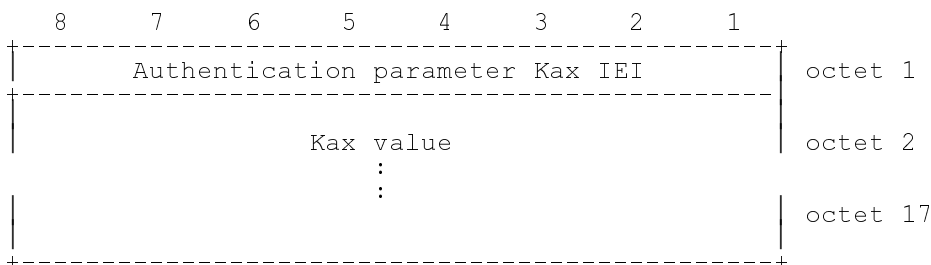 8 7 6 5 4 3 2 1
Authentication parameter Kax IEI octet 1
Kax value octet 2
:
:
octet 17